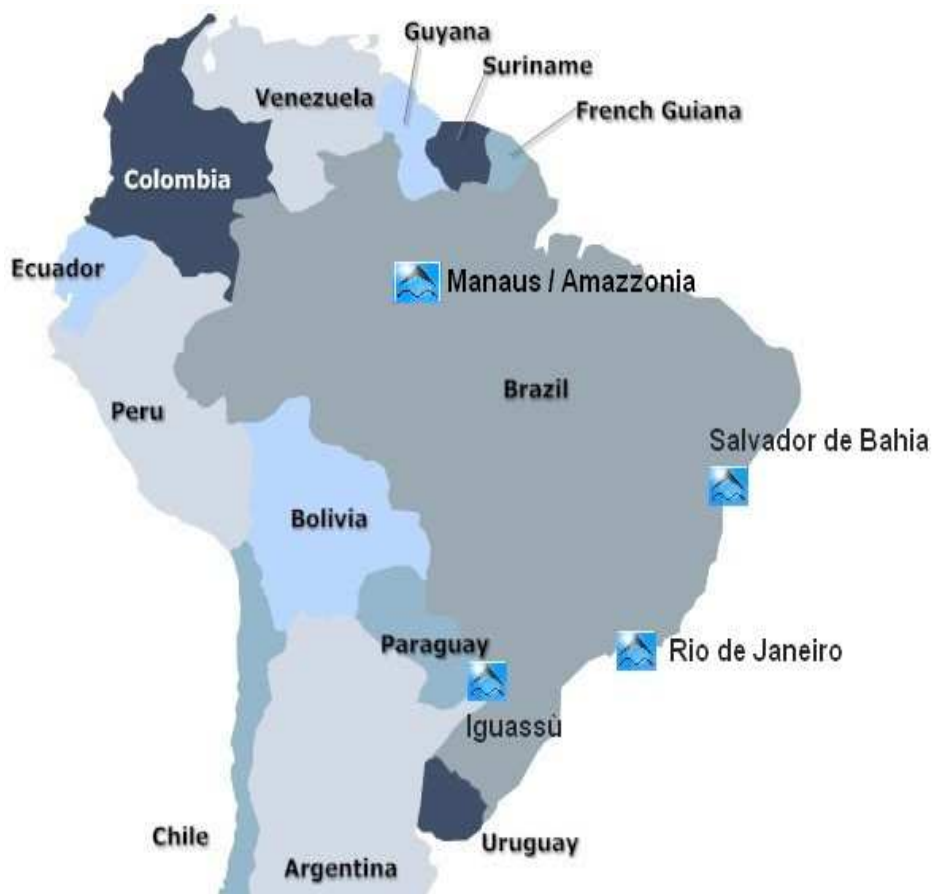 Guyana
Suriname
Venezuela
French Guiana
Colombia
Ecuador
Manaus / Amazzonia
Brazil
Peru
Salvador de Bahia
Bolivia
Paraguay
Rio de Janeiro
Iguassù
Chile
Uruguay
Argentina